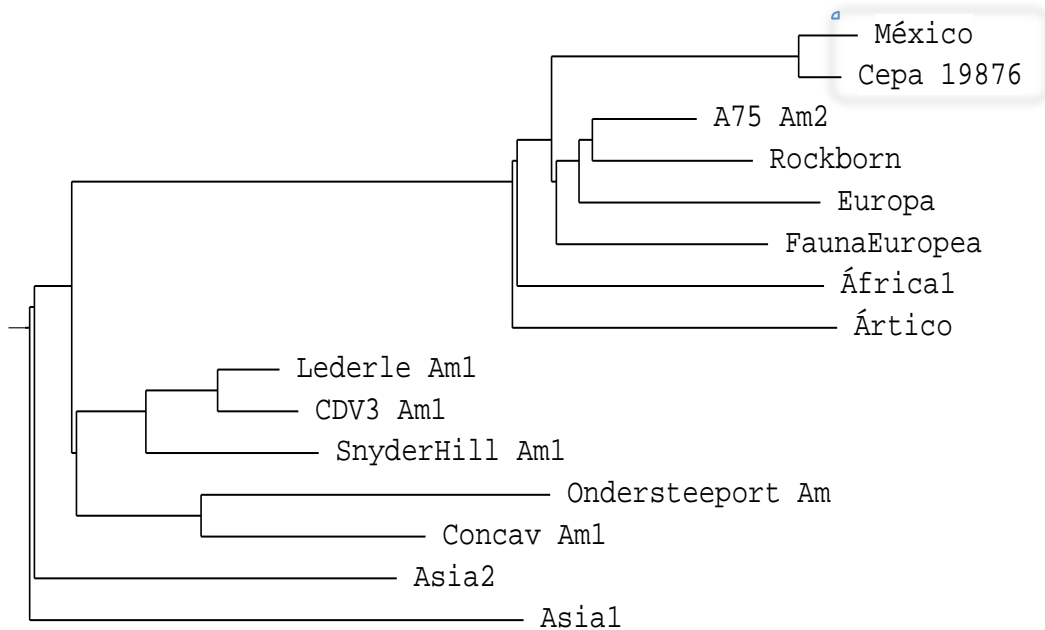 México
Cepa 19876
A75 Am2
Rockborn
Europa
FaunaEuropea
África1
Ártico
Lederle Am1
CDV3 Am1
SnyderHill Am1
Ondersteeport Am
Concav Am1
Asia2
Asia1